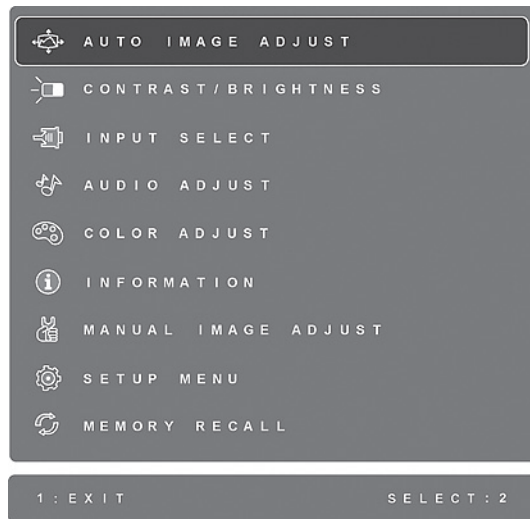 AUTO IMAGE ADJUST
CONTRAST/BRIGHTNESS
INPUT SELECT
AUDIO ADJUST
COLOR ADJUST
INFORMATION
MANUAL IMAGE ADJUST
SETUP MENU
MEMORY RECALL
1:EXIT SELECT:2